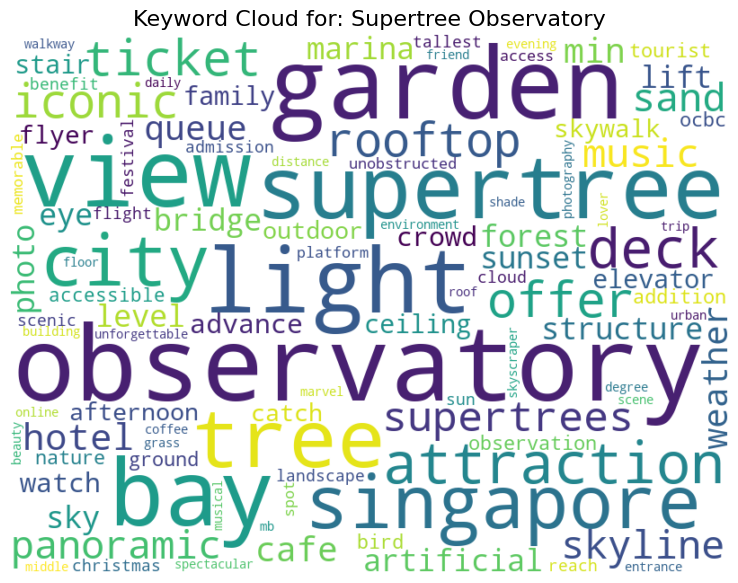 Keyword Cloud for: Supertree Observatory
walkway
stair
benefit
ticket
daily
iconic
family
queue
flyer
admission
festival
memorable
view
eye
flight
bridge
garden
marina
tallest
friend
evening
access
min
tourist
lift
sand
ocbc
rooftop
skywalk
music
distance
unobstructed
photography
supertree
shade
lover
environment
outdoor
crowd
forest
trip
photo
city
floor
accessible
scenic
level
building
unforgettable
advance
light
platform
cloud
roof
sunset
deck
elevator
offer
addition
urban
ceiling
structure
skyscraper
weather
observatory
marvel
sun
degree
scene
online
afternoon
coffee
grass
catch
tree
supertrees
observation
beauty
hotel
nature
ground
watch
sky
bay
musical
mb
spot
landscape
attraction
singapore
skyline
panoramic
cafe
bird
artificial
reach
entrance
middle
christmas
spectacular